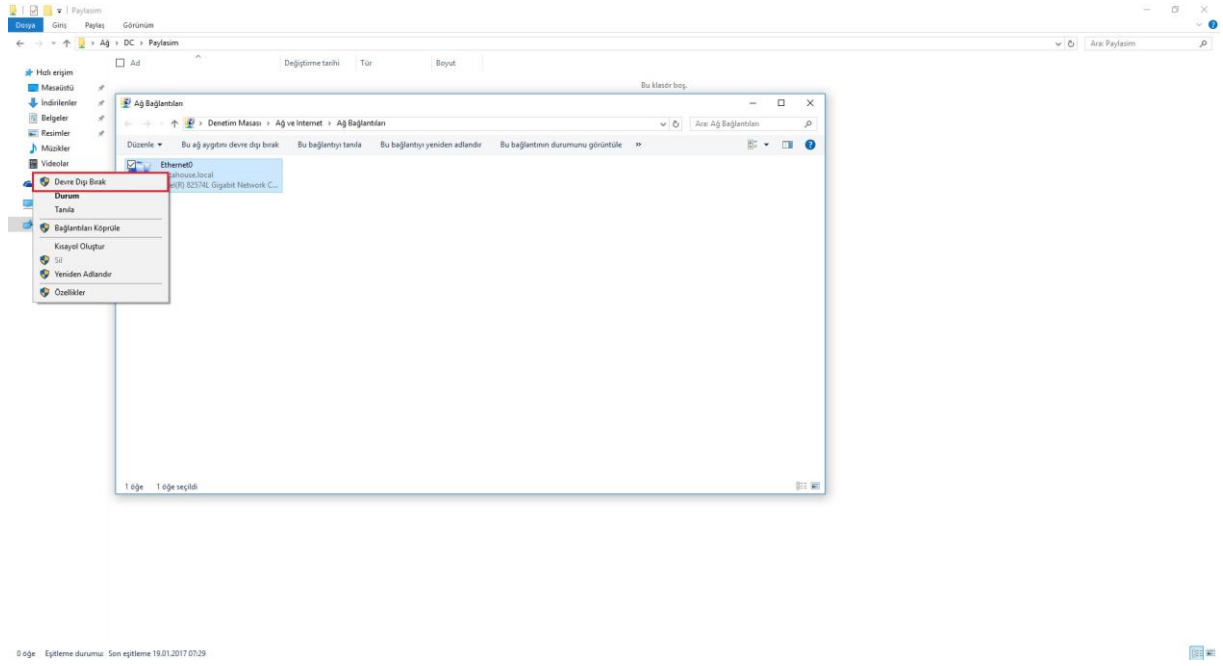 Paylasim
Dosya Giriş Paylaş Görünüm
Ağ › DC › Paylasim
Ara: Paylasim
Ad Değiştirme tarihi Tür Boyut
Bu klasör boş.
Hızlı erişim
Masaüstü
İndirilenler
Belgeler
Resimler
Müzikler
Videolar
Ağ Bağlantıları
Denetim Masası › Ağ ve Internet › Ağ Bağlantıları
Ara: Ağ Bağlantıları
Düzenle Bu ağ aygıtını devre dışı bırak Bu bağlantıyı tanıla Bu bağlantıyı yeniden adlandır Bu bağlantının durumunu görüntüle »
Ethernet0
82574L Gigabit Network C...
Devre Dışı Bırak
Durum
Tanıla
Bağlantıları Köprüle
Kısayol Oluştur
Sil
Yeniden Adlandır
Özellikler
1 öğe 1 öğe seçildi
0 öğe Eşitleme durumu: Son eşitleme 19.01.2017 07:29